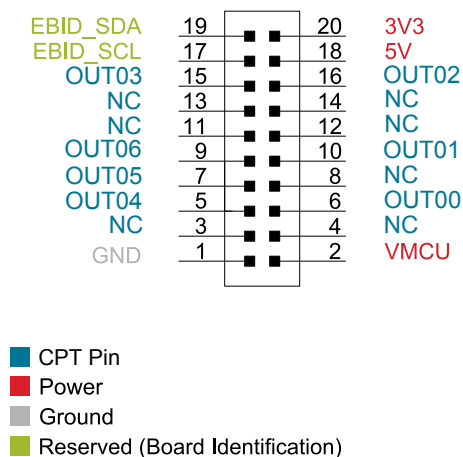 EBID_SDA 19 20 3V3
EBID_SCL 17 18 5V
OUT03 15 16 OUT02
NC 13 14 NC
NC 11 12 NC
OUT06 9 10 OUT01
OUT05 7 8 NC
OUT04 5 6 OUT00
NC 3 4 NC
GND 1 2 VMCU
CPT Pin
Power
Ground
Reserved (Board Identification)